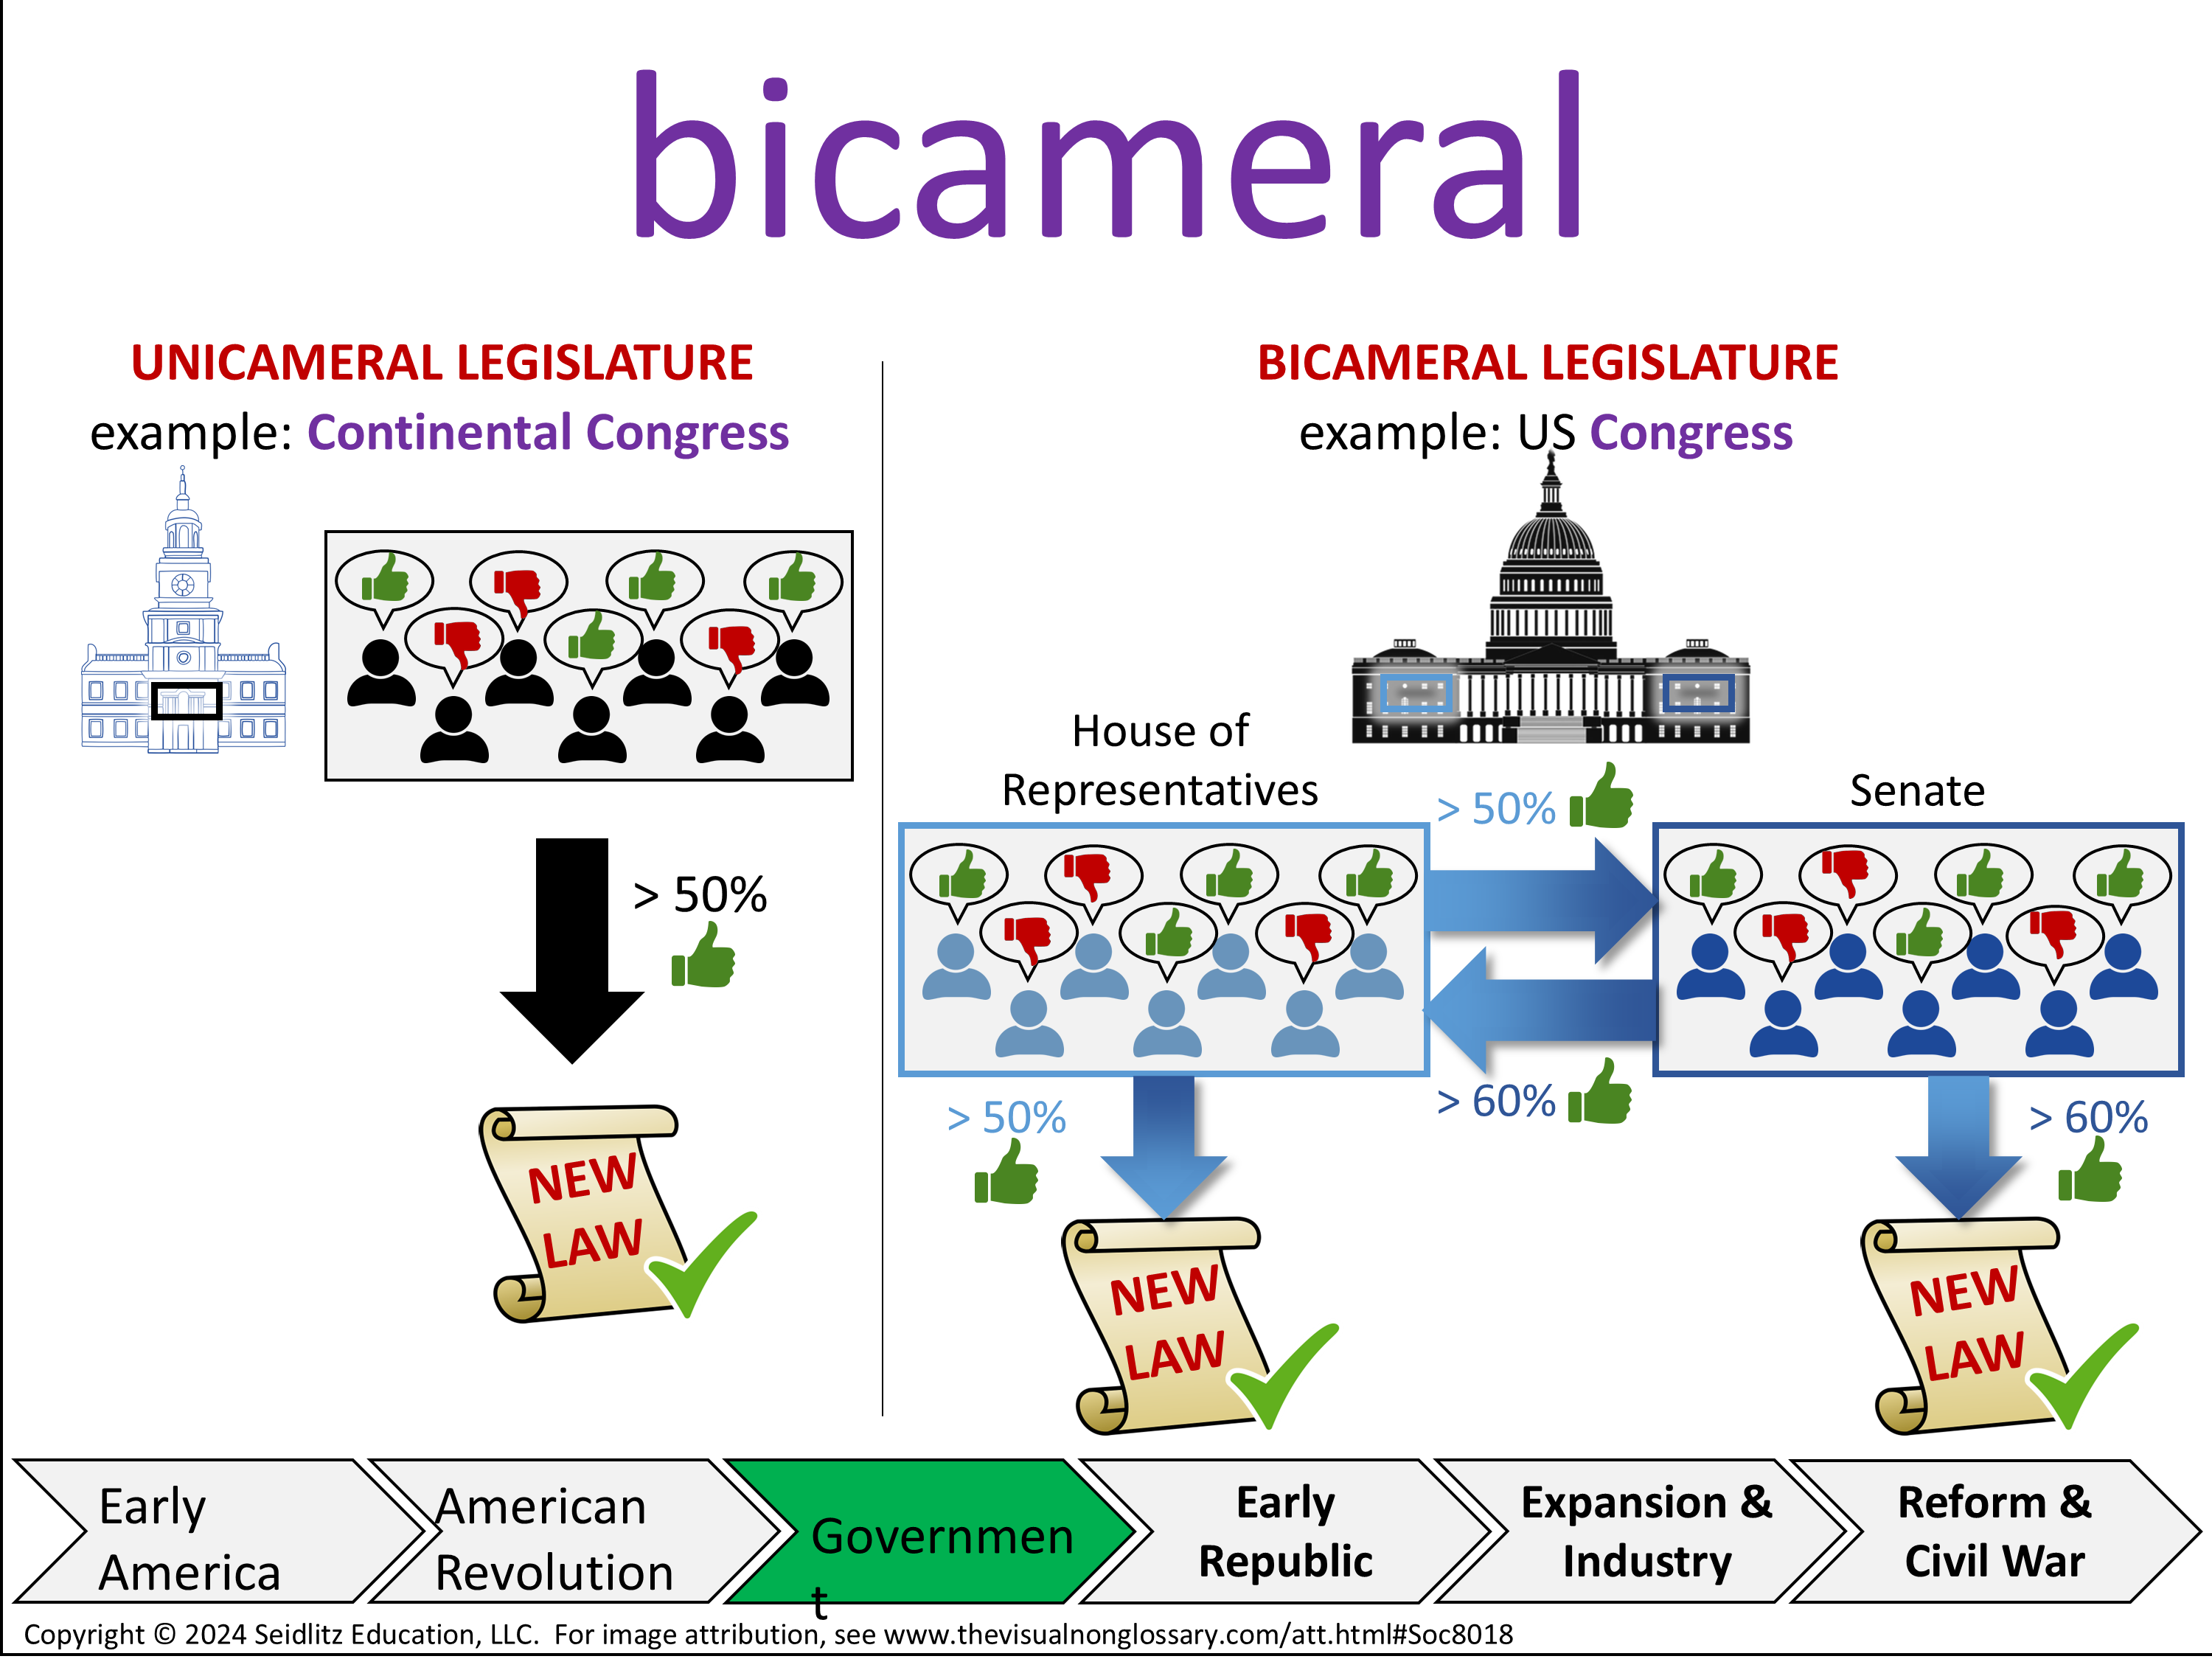 bicameral
UNICAMERAL LEGISLATURE
example: Continental Congress
> 50%
NEW
LAW
BICAMERAL LEGISLATURE
example: US Congress
House of
Representatives
Senate
> 50%
> 60%
> 50%
> 60%
NEW
LAW
NEW
LAW
Early
America
American
Revolution
Governmen
t
Early
Republic
Expansion &
Industry
Reform &
Civil War
Copyright © 2024 Seidlitz Education, LLC.  For image attribution, see www.thevisualnonglossary.com/att.html#Soc8018